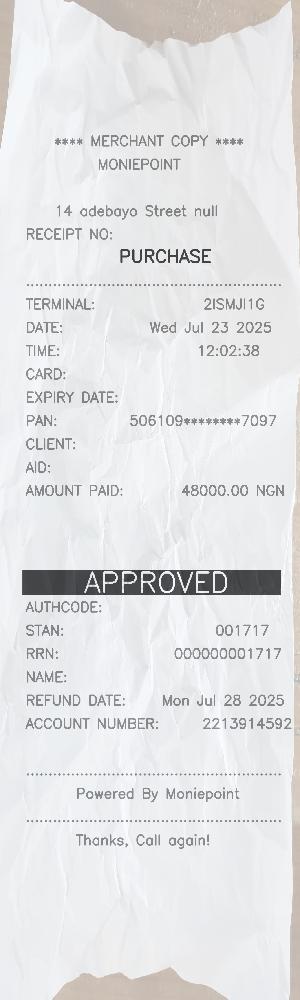 **** MERCHANT COPY ****
MONIEPOINT
14 adebayo Street null
RECEIPT NO:
PURCHASE
TERMINAL: 2ISMJI1G
DATE: Wed Jul 23 2025
TIME: 12:02:38
CARD:
EXPIRY DATE:
PAN: 506109********7097
CLIENT:
AID:
AMOUNT PAID: 48000.00 NGN
APPROVED
AUTHCODE:
STAN: 001717
RRN: 000000001717
NAME:
REFUND DATE: Mon Jul 28 2025
ACCOUNT NUMBER: 2213914592
Powered By Moniepoint
Thanks, Call again!